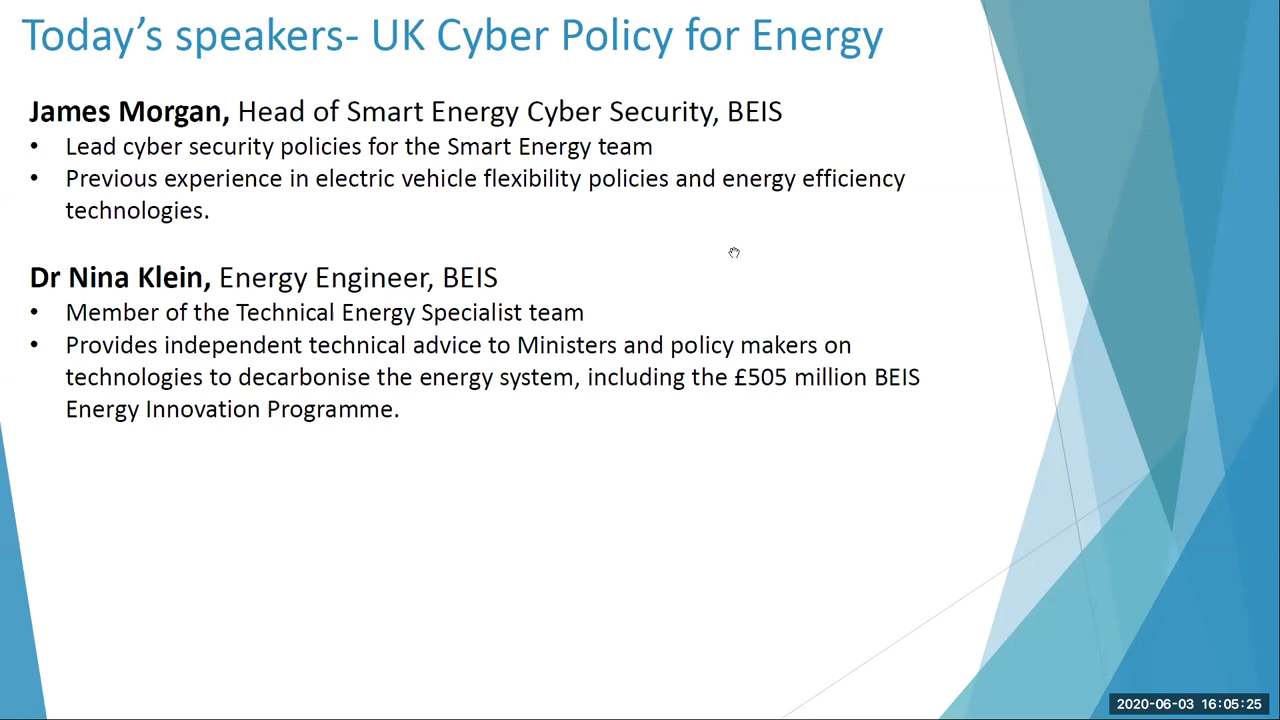 Today's speakers- UK Cyber Policy for Energy
James Morgan, Head of Smart Energy Cyber Security, BEIS
• Lead cyber security policies for the Smart Energy team
• Previous experience in electric vehicle flexibility policies and energy efficiency
technologies.
Dr Nina Klein, Energy Engineer, BEIS
• Member of the Technical Energy Specialist team
• Provides independent technical advice to Ministers and policy makers on
technologies to decarbonise the energy system, including the £505 million BEIS
Energy Innovation Programme.
2020-06-03 16:05:25